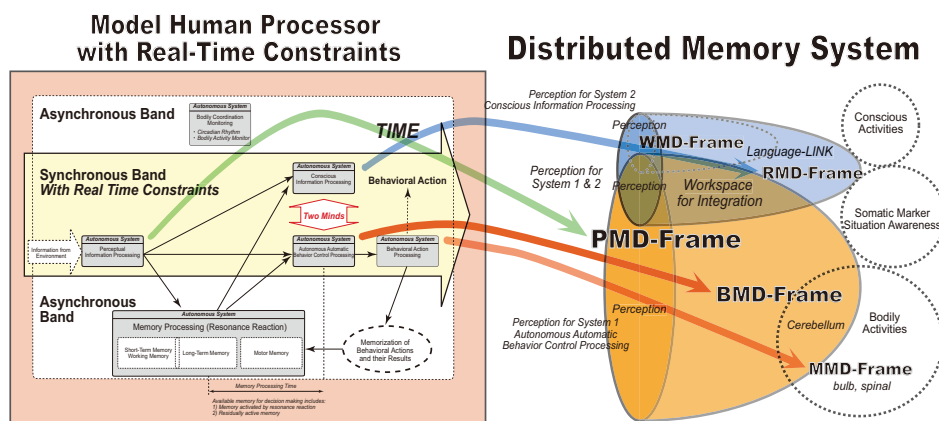 Model Human Processor
with Real-Time Constraints
Distributed Memory System
Asynchronous Band
Autonomous System
Bodily Coordination
Monitoring
・Circadian Rhythm
・Bodily Activity Monitor
TIME
Synchronous Band
With Real Time Constraints
Autonomous System
Conscious
Information Processing
Behavioral Action
Two Minds
Information from
Environment
Autonomous System
Perceptual
Information Processing
Autonomous System
Autonomous Automatic
Behavior Control Processing
Autonomous System
Behavioral Action
Processing
Asynchronous
Band
Autonomous System
Memory Processing (Resonance Reaction)
Short-Term Memory
Working Memory
Long-Term Memory
Motor Memory
Memorization of
Behavioral Actions
and their Results
Memory Processing Time
Available memory for decision making includes:
1) Memory activated by resonance reaction
2) Residually active memory
Perception for System 2
Conscious Information Processing
Perception for
System 1 & 2
Perception for System 1
Autonomous Automatic
Behavior Control Processing
Perception
WMD-Frame
Language-LINK
RMD-Frame
Perception
Workspace
for Integration
PMD-Frame
BMD-Frame
Perception
Cerebellum
MMD-Frame
bulb, spinal
Conscious
Activities
Somatic Marker
Situation Awareness
Bodily
Activities